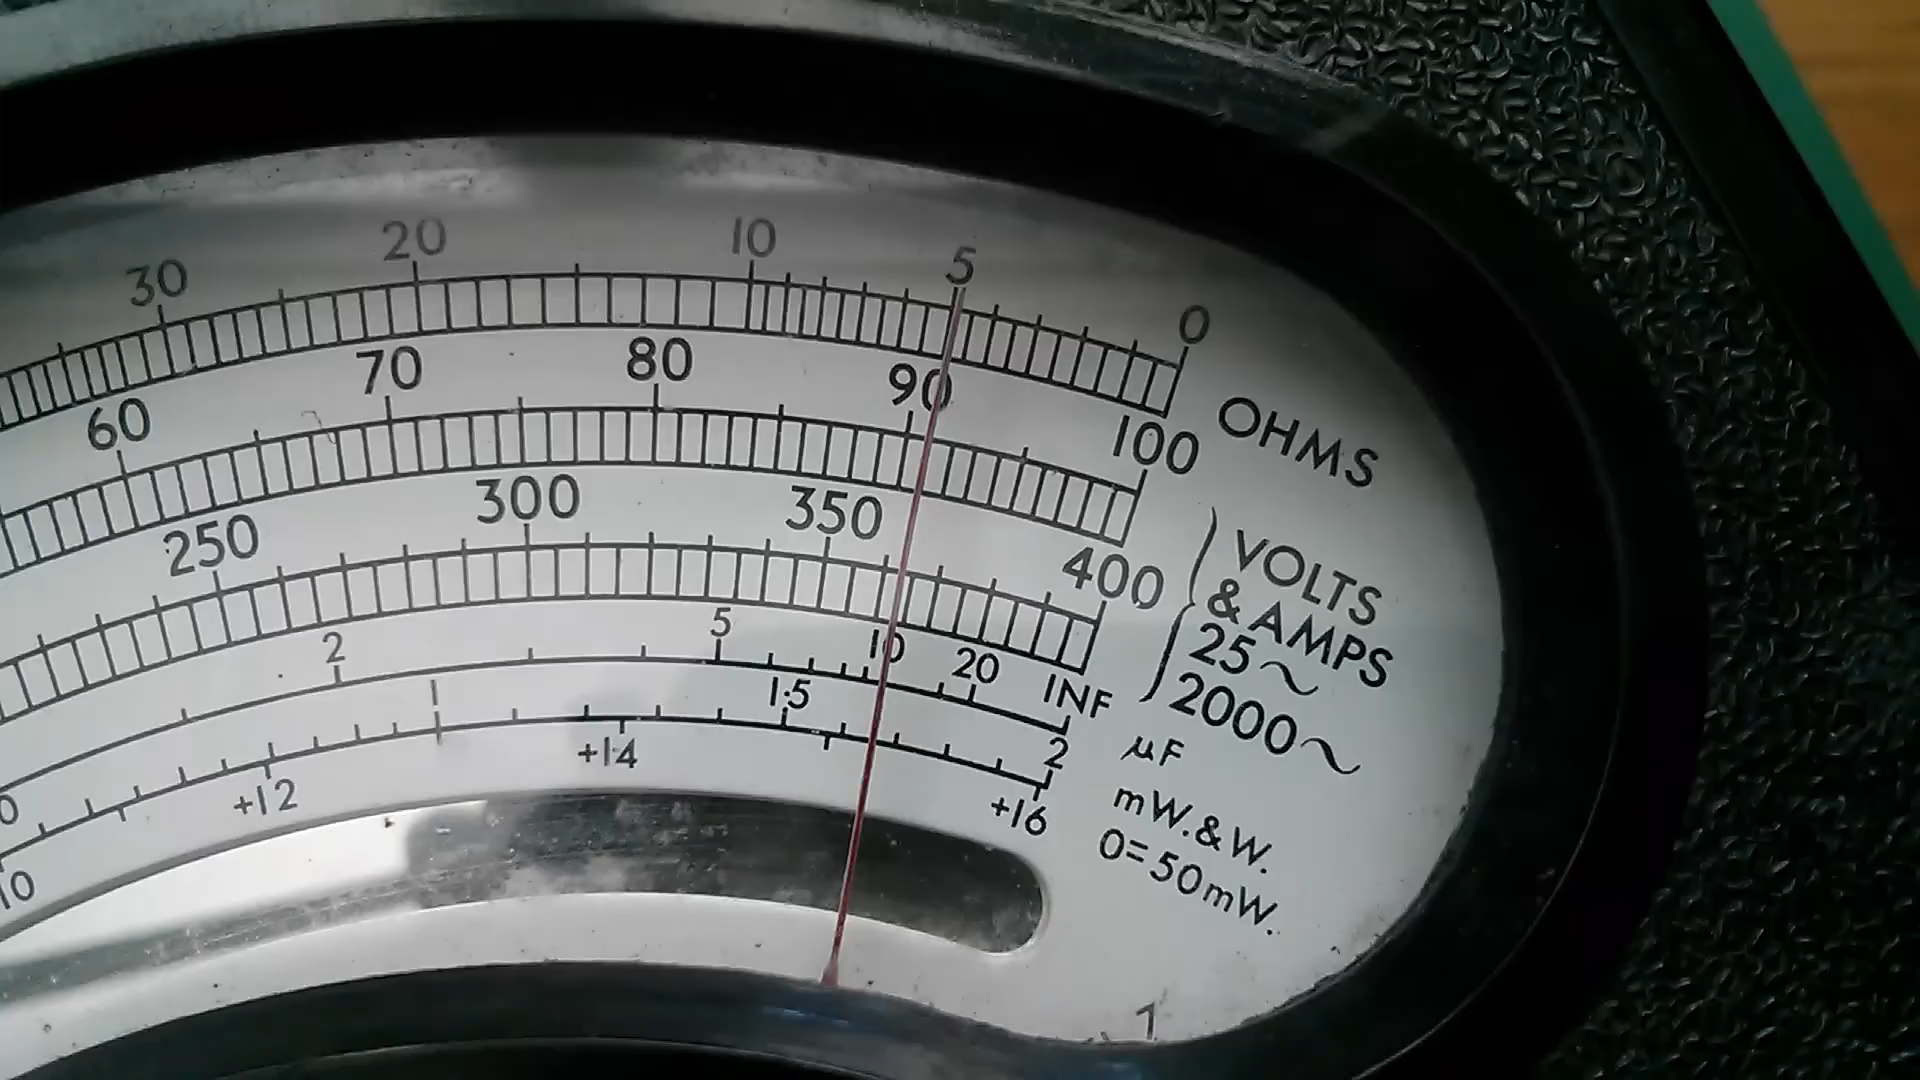 30 20 10 5 0
OHMS
60 70 80 90 100
250 300 350 400
VOLTS
& AMPS
25~
2000~
2 5 10 20 INF
µF
1 1·5 2
mW.& W.
+12 +14 +16
0=50mW.
1